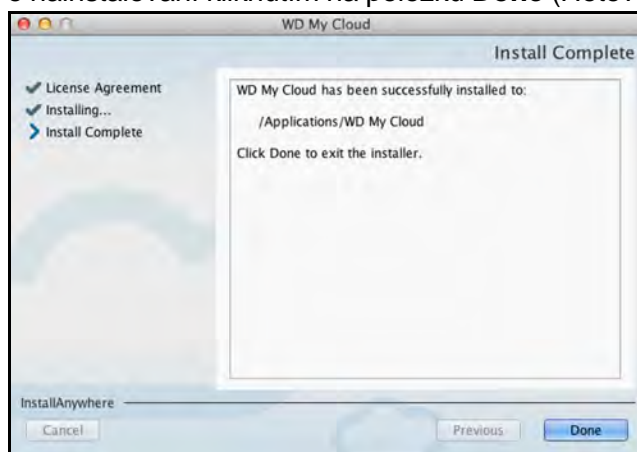 WD My Cloud
Install Complete
License Agreement
Installing...
Install Complete
WD My Cloud has been successfully installed to:
/Applications/WD My Cloud
Click Done to exit the installer.
InstallAnywhere
Cancel
Previous
Done